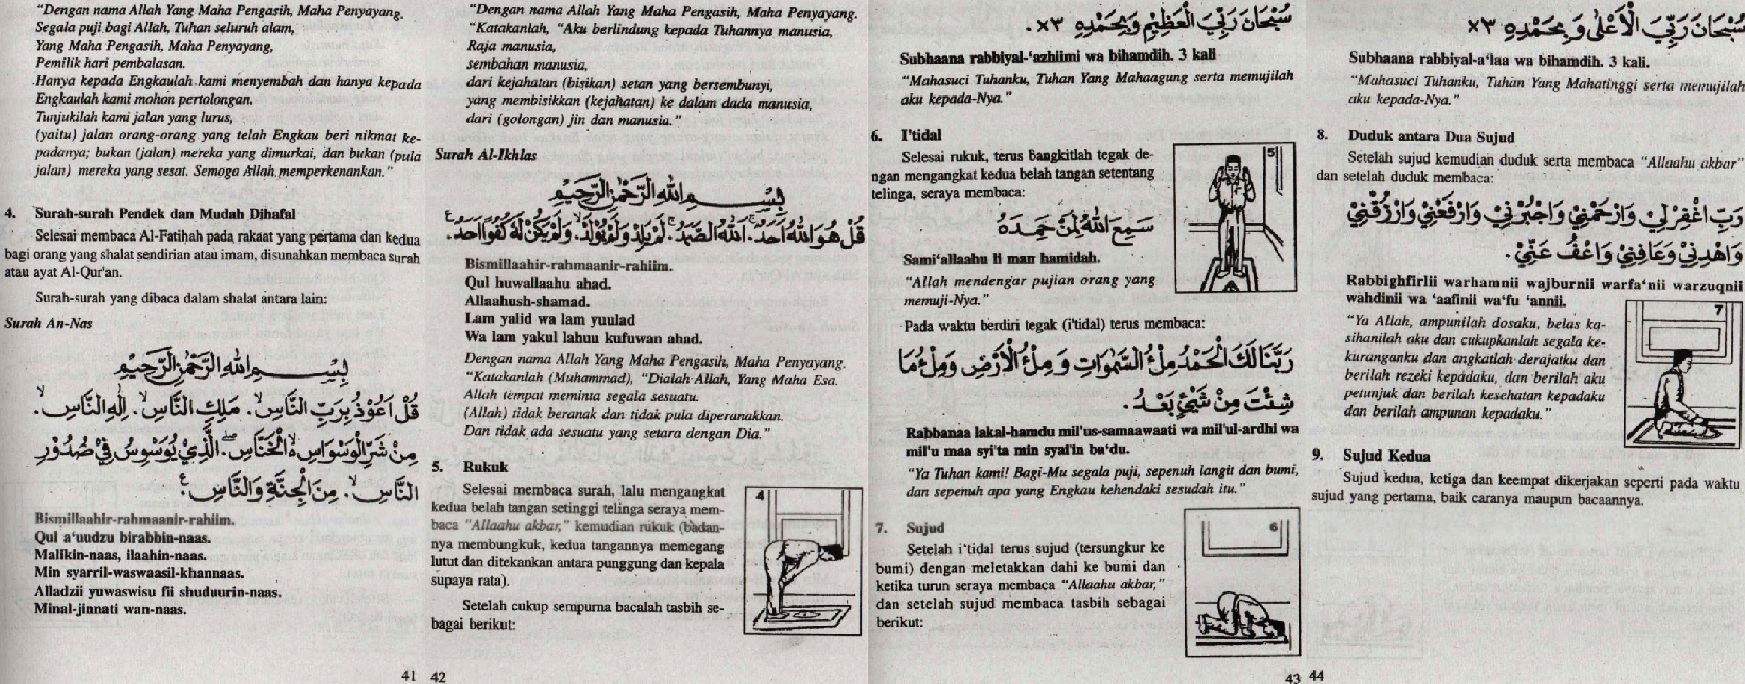 "Dengan nama Allah Yang Maha Pengasih, Maha Penyayang.
Segala puji bagi Allah, Tuhan seluruh alam,
Yang Maha Pengasih, Maha Penyayang,
Pemilik hari pembalasan.
Hanya kepada Engkaulah kami menyembah dan hanya kepada
Engkaulah kami mohon pertolongan.
Tunjukilah kami jalan yang lurus,
(yaitu) jalan orang-orang yang telah Engkau beri nikmat ke-
padanya; bukan (jalan) mereka yang dimurkai, dan bukan (pula
jalan) mereka yang sesat. Semoga Allah memperkenankan."
4. Surah-surah Pendek dan Mudah Dihafal
Selesai membaca Al-Fatihah pada rakaat yang pertama dan kedua
bagi orang yang shalat sendirian atau imam, disunahkan membaca surah
atau ayat Al-Qur'an.
Surah-surah yang dibaca dalam shalat antara lain:
Surah An-Nas
بِسْمِ اللهِ الرَّحْمٰنِ الرَّحِيْمِ
قُلْ اَعُوْذُ بِرَبِّ النَّاسِ ۙ. مَلِكِ النَّاسِ ۙ. اِلٰهِ النَّاسِ ۙ.
مِنْ شَرِّ الْوَسْوَاسِ ۙ الْخَنَّاسِ ۖ. الَّذِيْ يُوَسْوِسُ فِيْ صُدُوْرِ
النَّاسِ ۙ. مِنَ الْجِنَّةِ وَالنَّاسِ ࣖ.
Bismillaahir-rahmaanir-rahiim.
Qul a'uudzu birabbin-naas.
Malikin-naas, ilaahin-naas.
Min syarril-waswaasil-khannaas.
Alladzii yuwaswisu fii shuduurin-naas.
Minal-jinnati wan-naas.
41
"Dengan nama Allah Yang Maha Pengasih, Maha Penyayang.
"Katakanlah, "Aku berlindung kepada Tuhannya manusia,
Raja manusia,
sembahan manusia,
dari kejahatan (bisikan) setan yang bersembunyi,
yang membisikkan (kejahatan) ke dalam dada manusia,
dari (golongan) jin dan manusia."
Surah Al-Ikhlas
بِسْمِ اللهِ الرَّحْمٰنِ الرَّحِيْمِ
قُلْ هُوَ اللهُ اَحَدٌ ۚ. اَللهُ الصَّمَدُ ۚ. لَمْ يَلِدْ وَلَمْ يُوْلَدْ ۙ. وَلَمْ يَكُنْ لَهُ كُفُوًا اَحَدٌ ࣖ.
Bismillaahir-rahmaanir-rahiim.
Qul huwallaahu ahad.
Allaahush-shamad.
Lam yalid wa lam yuulad
Wa lam yakul lahuu kufuwan ahad.
Dengan nama Allah Yang Maha Pengasih, Maha Penyayang.
"Katakanlah (Muhammad), "Dialah Allah, Yang Maha Esa.
Allah tempat meminta segala sesuatu.
(Allah) tidak beranak dan tidak pula diperanakkan.
Dan tidak ada sesuatu yang setara dengan Dia."
5. Rukuk
Selesai membaca surah, lalu mengangkat
kedua belah tangan setinggi telinga seraya mem-
baca "Allaahu akbar," kemudian rukuk (badan-
nya membungkuk, kedua tangannya memegang
lutut dan ditekankan antara punggung dan kepala
supaya rata).
Setelah cukup sempurna bacalah tasbih se-
bagai berikut:
4
42
سُبْحَانَ رَبِّيَ الْعَظِيْمِ وَبِحَمْدِهِ ×٣.
Subhaana rabbiyal-'azhiimi wa bihamdih. 3 kali
"Mahasuci Tuhanku, Tuhan Yang Mahaagung serta memujilah
aku kepada-Nya."
6. I'tidal
Selesai rukuk, terus bangkitlah tegak de-
ngan mengangkat kedua belah tangan setentang
telinga, seraya membaca:
سَمِعَ اللهُ لِمَنْ حَمِدَهُ
Sami'allaahu li man hamidah.
"Allah mendengar pujian orang yang
memuji-Nya."
5
Pada waktu berdiri tegak (i'tidal) terus membaca:
رَبَّنَا لَكَ الْحَمْدُ مِلْءُ السَّمٰوَاتِ وَمِلْءُ الْاَرْضِ وَمِلْءُ مَا
شِئْتَ مِنْ شَيْئٍ بَعْدُ.
Rabbanaa lakal-hamdu mil'us-samaawaati wa mil'ul-ardhi wa
mil'u maa syi'ta min syai'in ba'du.
"Ya Tuhan kami! Bagi-Mu segala puji, sepenuh langit dan bumi,
dan sepenuh apa yang Engkau kehendaki sesudah itu."
7. Sujud
Setelah i'tidal terus sujud (tersungkur ke
bumi) dengan meletakkan dahi ke bumi dan
ketika turun seraya membaca "Allaahu akbar,"
dan setelah sujud membaca tasbih sebagai
berikut:
6
43
سُبْحَانَ رَبِّيَ الْاَعْلٰى وَبِحَمْدِهِ ×٣
Subhaana rabbiyal-a'laa wa bihamdih. 3 kali.
"Mahasuci Tuhanku, Tuhan Yang Mahatinggi serta memujilah
aku kepada-Nya."
8. Duduk antara Dua Sujud
Setelah sujud kemudian duduk serta membaca "Allaahu akbar"
dan setelah duduk membaca:
رَبِّ اغْفِرْ لِيْ وَارْحَمْنِيْ وَاجْبُرْنِيْ وَارْفَعْنِيْ وَارْزُقْنِيْ
وَاهْدِنِيْ وَعَافِنِيْ وَاعْفُ عَنِّيْ.
Rabbighfirlii warhamnii wajburnii warfa'nii warzuqnii
wahdinii wa 'aafinii wa'fu 'annii.
"Ya Allah, ampunilah dosaku, belas ka-
sihanilah aku dan cukupkanlah segala ke-
kuranganku dan angkatlah derajatku dan
berilah rezeki kepadaku, dan berilah aku
petunjuk dan berilah kesehatan kepadaku
dan berilah ampunan kepadaku."
7
9. Sujud Kedua
Sujud kedua, ketiga dan keempat dikerjakan seperti pada waktu
sujud yang pertama, baik caranya maupun bacaannya.
44